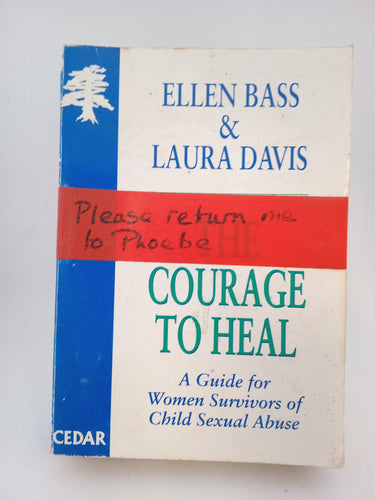 ELLEN BASS
&
LAURA DAVIS
Please return me
to Phoebe
THE
COURAGE
TO HEAL
A Guide for
Women Survivors of
Child Sexual Abuse
CEDAR